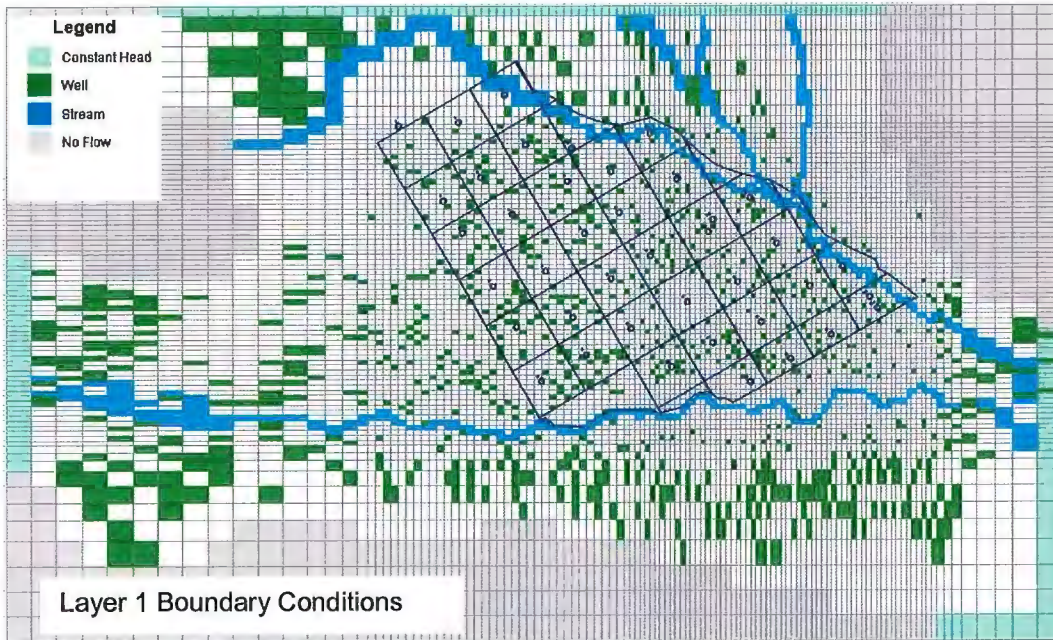 Legend
Constant Head
Well
Stream
No Flow
Layer 1 Boundary Conditions